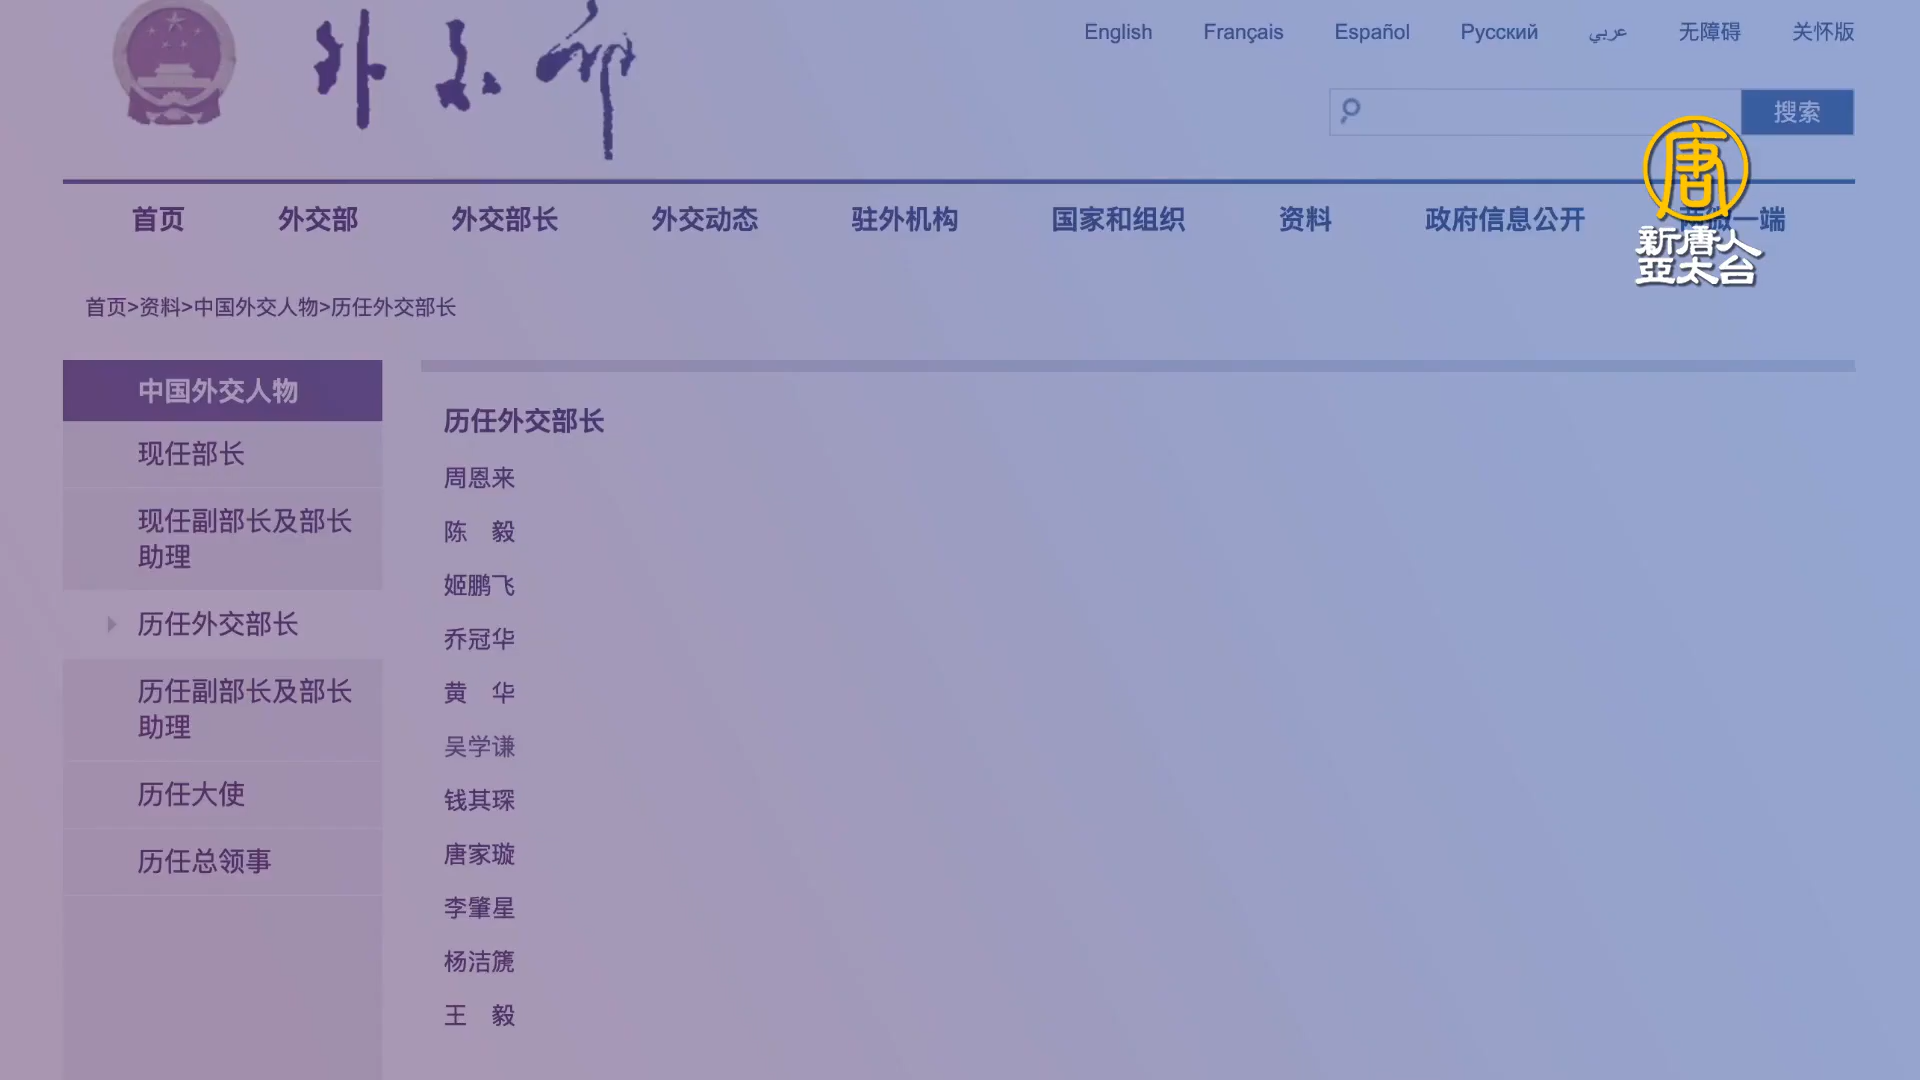 外交部
English Français Español Русский عربي 无障碍 关怀版
搜索
唐
新唐人
亞太台
首页 外交部 外交部长 外交动态 驻外机构 国家和组织 资料 政府信息公开 两微一端
首页>资料>中国外交人物>历任外交部长
中国外交人物
现任部长
现任副部长及部长
助理
历任外交部长
历任副部长及部长
助理
历任大使
历任总领事
历任外交部长
周恩来
陈　毅
姬鹏飞
乔冠华
黄　华
吴学谦
钱其琛
唐家璇
李肇星
杨洁篪
王　毅